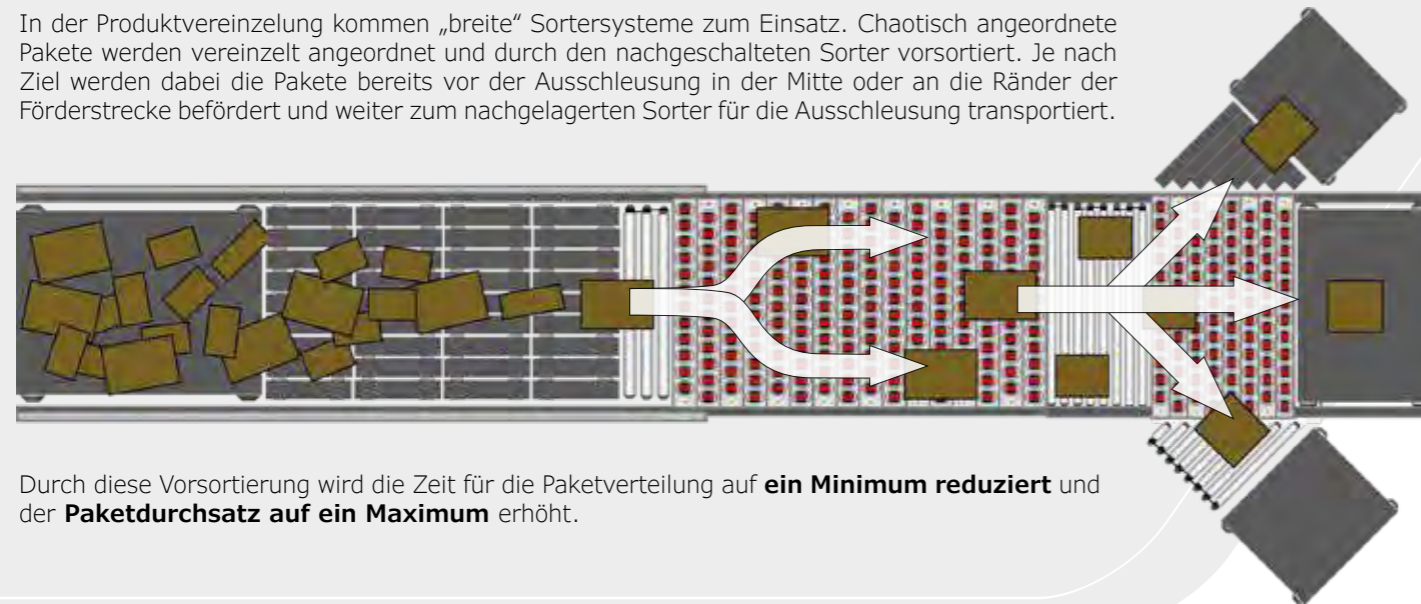 In der Produktvereinzelung kommen „breite“ Sortersysteme zum Einsatz. Chaotisch angeordnete
Pakete werden vereinzelt angeordnet und durch den nachgeschalteten Sorter vorsortiert. Je nach
Ziel werden dabei die Pakete bereits vor der Ausschleusung in der Mitte oder an die Ränder der
Förderstrecke befördert und weiter zum nachgelagerten Sorter für die Ausschleusung transportiert.
Durch diese Vorsortierung wird die Zeit für die Paketverteilung auf ein Minimum reduziert und
der Paketdurchsatz auf ein Maximum erhöht.